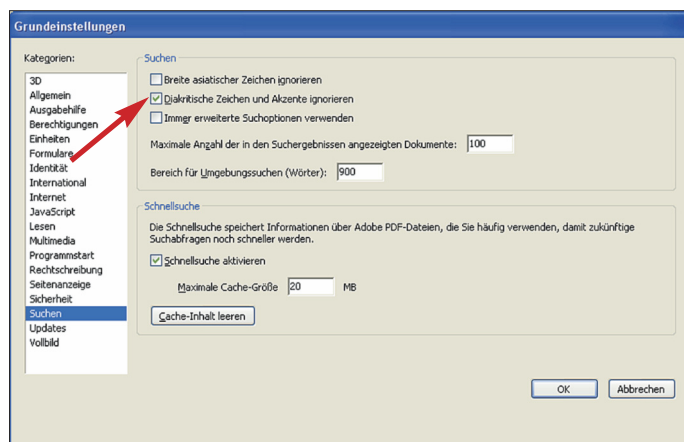 Grundeinstellungen
Kategorien:
3D
Allgemein
Ausgabehilfe
Berechtigungen
Einheiten
Formulare
Identität
International
Internet
JavaScript
Lesen
Multimedia
Programmstart
Rechtschreibung
Seitenanzeige
Sicherheit
Suchen
Updates
Vollbild
Suchen
Breite asiatischer Zeichen ignorieren
Diakritische Zeichen und Akzente ignorieren
Immer erweiterte Suchoptionen verwenden
Maximale Anzahl der in den Suchergebnissen angezeigten Dokumente: 100
Bereich für Umgebungssuchen (Wörter): 900
Schnellsuche
Die Schnellsuche speichert Informationen über Adobe PDF-Dateien, die Sie häufig verwenden, damit zukünftige
Suchabfragen noch schneller werden.
Schnellsuche aktivieren
Maximale Cache-Größe 20 MB
Cache-Inhalt leeren
OK Abbrechen